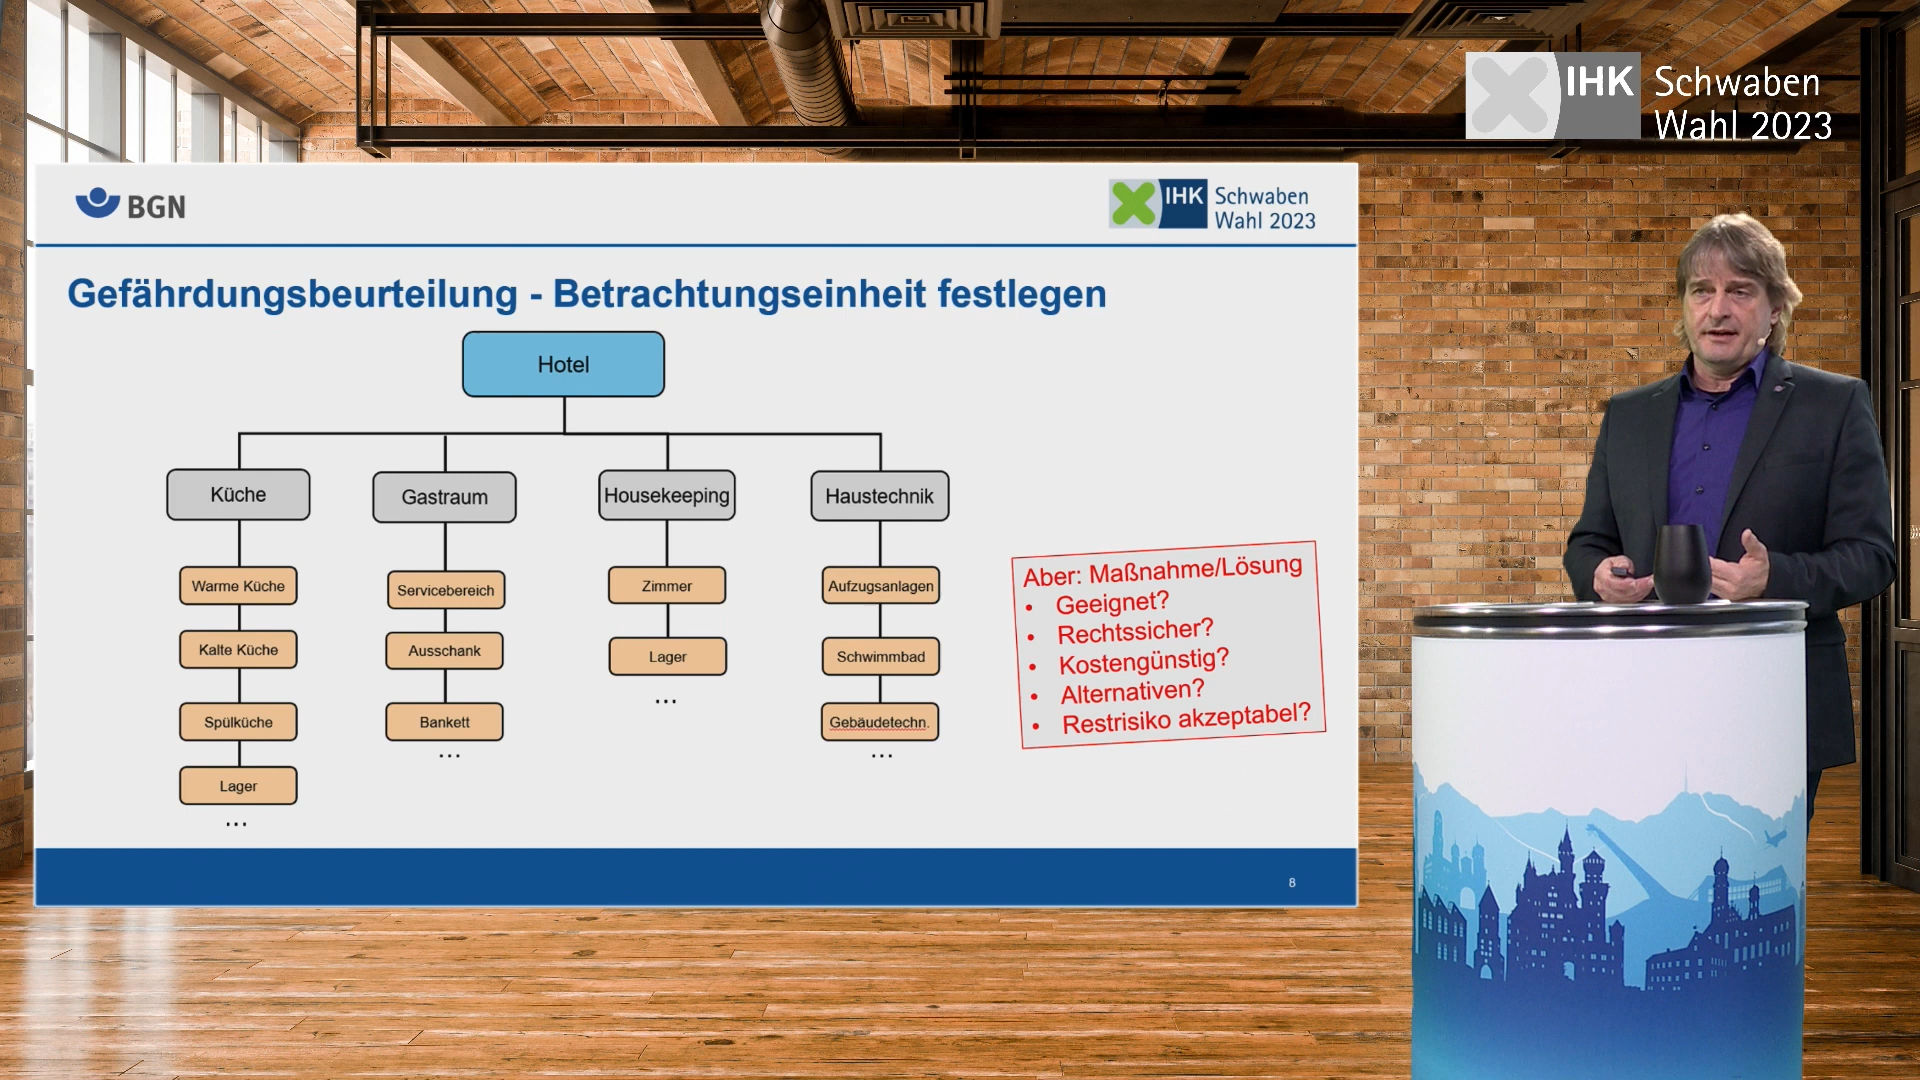 IHK Schwaben
Wahl 2023
BGN
IHK Schwaben
Wahl 2023
Gefährdungsbeurteilung - Betrachtungseinheit festlegen
Hotel
Küche
Gastraum
Housekeeping
Haustechnik
Warme Küche
Servicebereich
Zimmer
Aufzugsanlagen
Kalte Küche
Ausschank
Lager
Schwimmbad
Spülküche
Bankett
...
Gebäudetechn.
Lager
...
...
...
Aber: Maßnahme/Lösung
• Geeignet?
• Rechtssicher?
• Kostengünstig?
• Alternativen?
• Restrisiko akzeptabel?
8